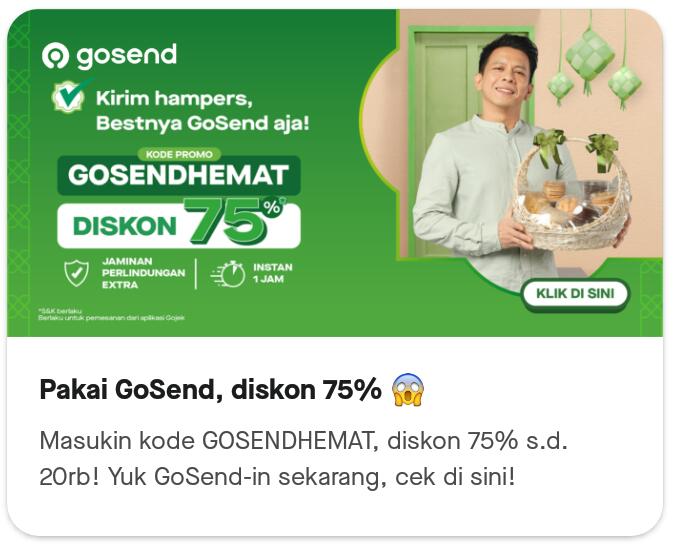 gosend
Kirim hampers,
Bestnya GoSend aja!
KODE PROMO
GOSENDHEMAT
DISKON 75%*
JAMINAN
PERLINDUNGAN
EXTRA
INSTAN
1 JAM
*S&K berlaku
Berlaku untuk pemesanan dari aplikasi Gojek
KLIK DI SINI
Pakai GoSend, diskon 75% 😱
Masukin kode GOSENDHEMAT, diskon 75% s.d.
20rb! Yuk GoSend-in sekarang, cek di sini!